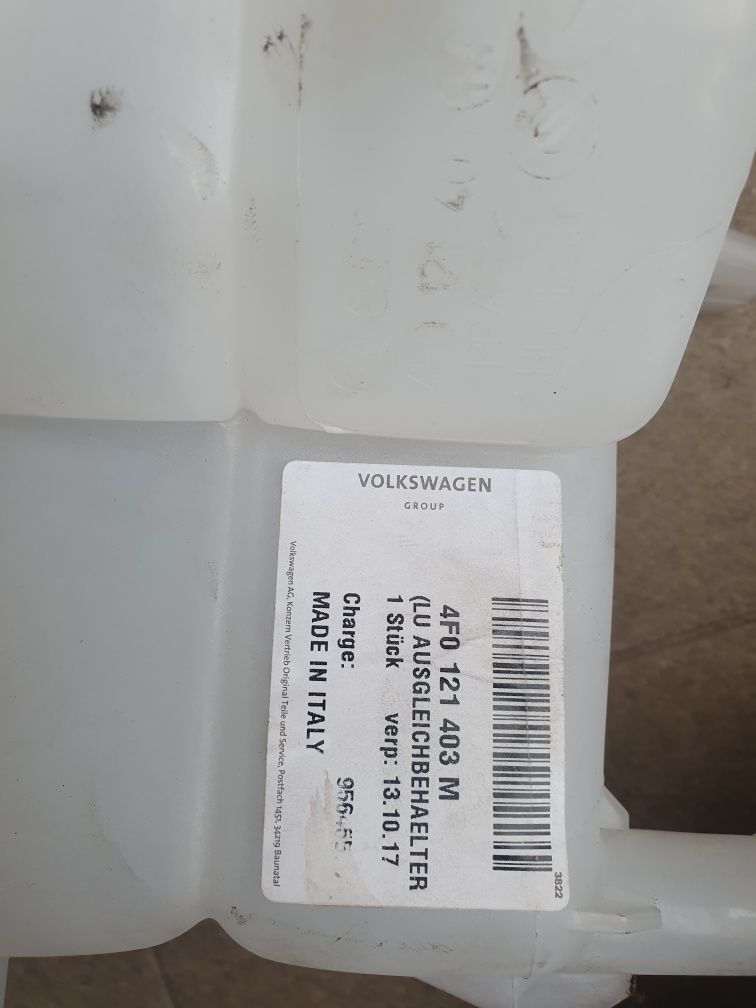 VOLKSWAGEN
GROUP
4F0 121 403 M
(LU AUSGLEICHBEHAELTER
1 Stück verp: 13.10.17
Charge:
MADE IN ITALY
Volkswagen AG, Konzern Vertrieb Original Teile und Service, Postfach 1451, 34219 Baunatal
3822